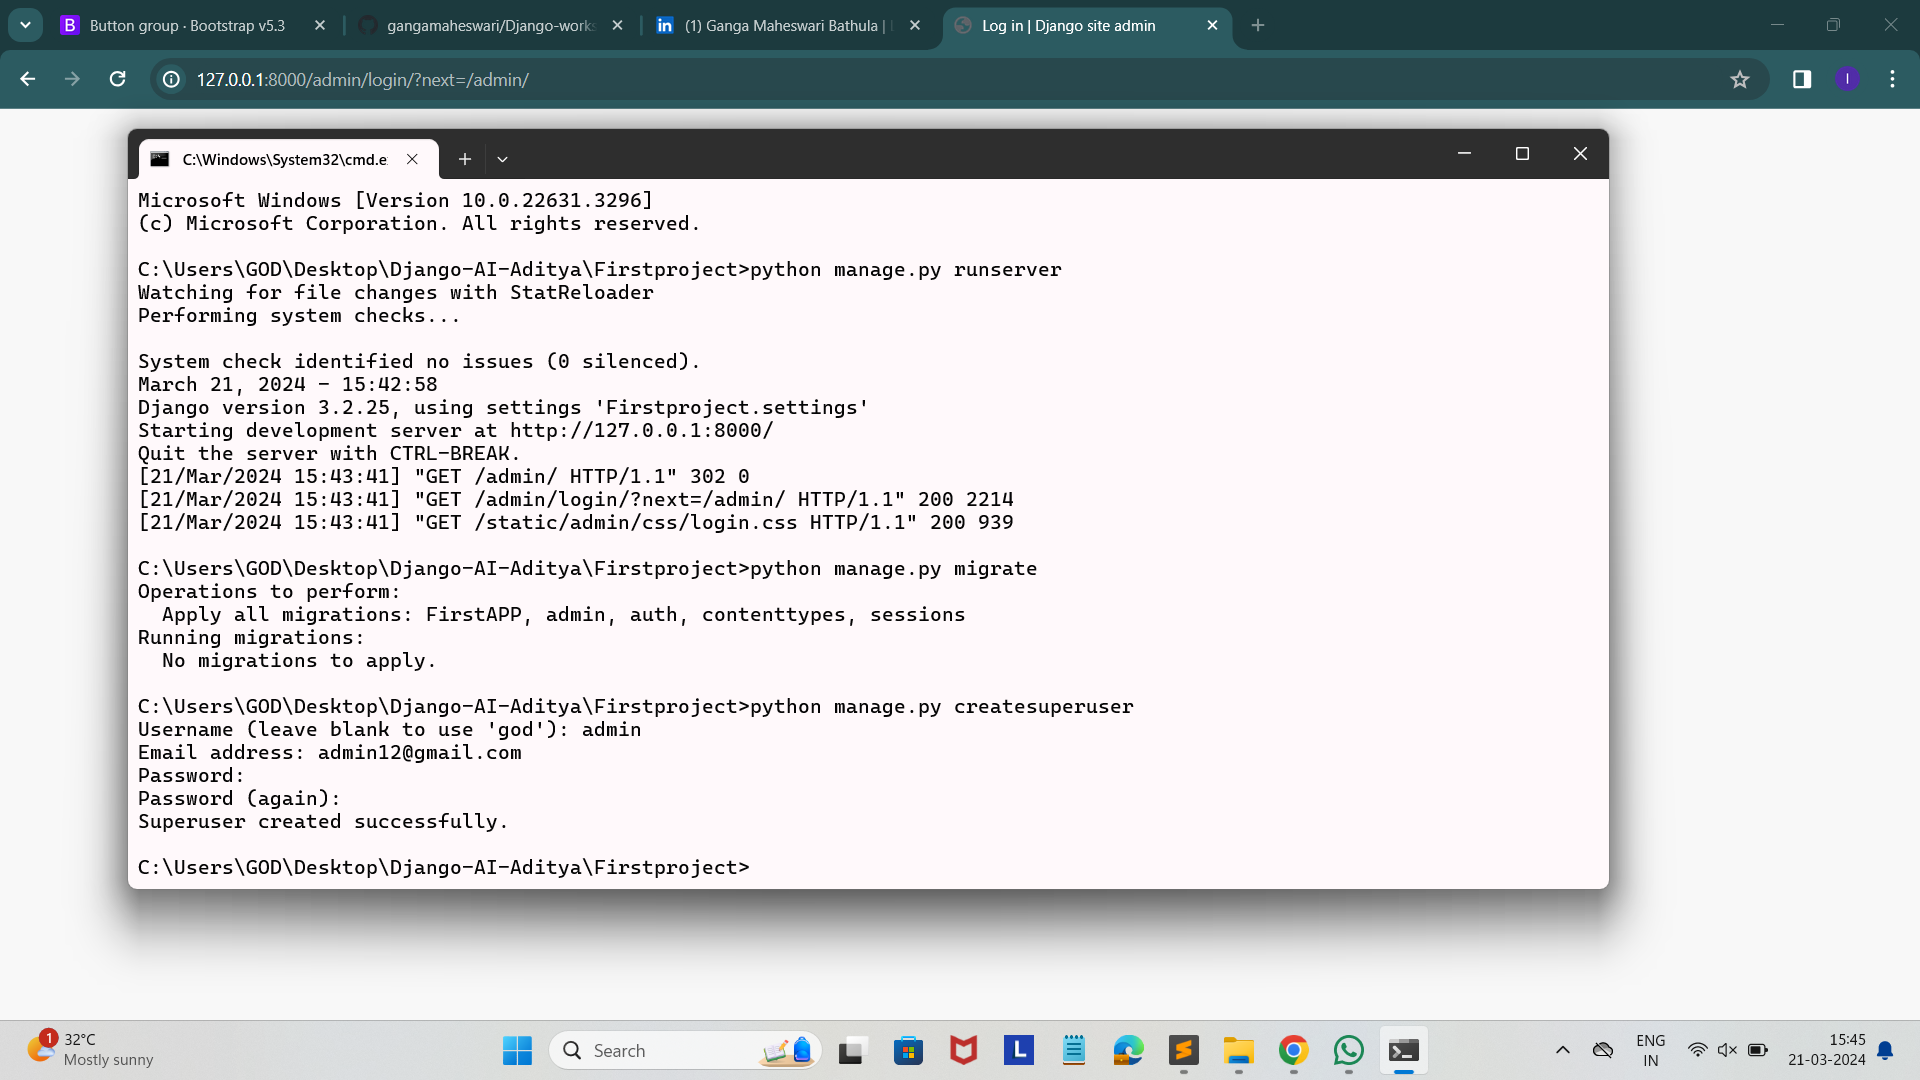 Button group · Bootstrap v5.3
gangamaheswari/Django-works
(1) Ganga Maheswari Bathula |
Log in | Django site admin
127.0.0.1:8000/admin/login/?next=/admin/
C:\Windows\System32\cmd.e
Microsoft Windows [Version 10.0.22631.3296]
(c) Microsoft Corporation. All rights reserved.
C:\Users\GOD\Desktop\Django-AI-Aditya\Firstproject>python manage.py runserver
Watching for file changes with StatReloader
Performing system checks...
System check identified no issues (0 silenced).
March 21, 2024 - 15:42:58
Django version 3.2.25, using settings 'Firstproject.settings'
Starting development server at http://127.0.0.1:8000/
Quit the server with CTRL-BREAK.
[21/Mar/2024 15:43:41] "GET /admin/ HTTP/1.1" 302 0
[21/Mar/2024 15:43:41] "GET /admin/login/?next=/admin/ HTTP/1.1" 200 2214
[21/Mar/2024 15:43:41] "GET /static/admin/css/login.css HTTP/1.1" 200 939
C:\Users\GOD\Desktop\Django-AI-Aditya\Firstproject>python manage.py migrate
Operations to perform:
  Apply all migrations: FirstAPP, admin, auth, contenttypes, sessions
Running migrations:
  No migrations to apply.
C:\Users\GOD\Desktop\Django-AI-Aditya\Firstproject>python manage.py createsuperuser
Username (leave blank to use 'god'): admin
Email address: admin12@gmail.com
Password:
Password (again):
Superuser created successfully.
C:\Users\GOD\Desktop\Django-AI-Aditya\Firstproject>
1
32°C
Mostly sunny
Search
ENG
IN
15:45
21-03-2024